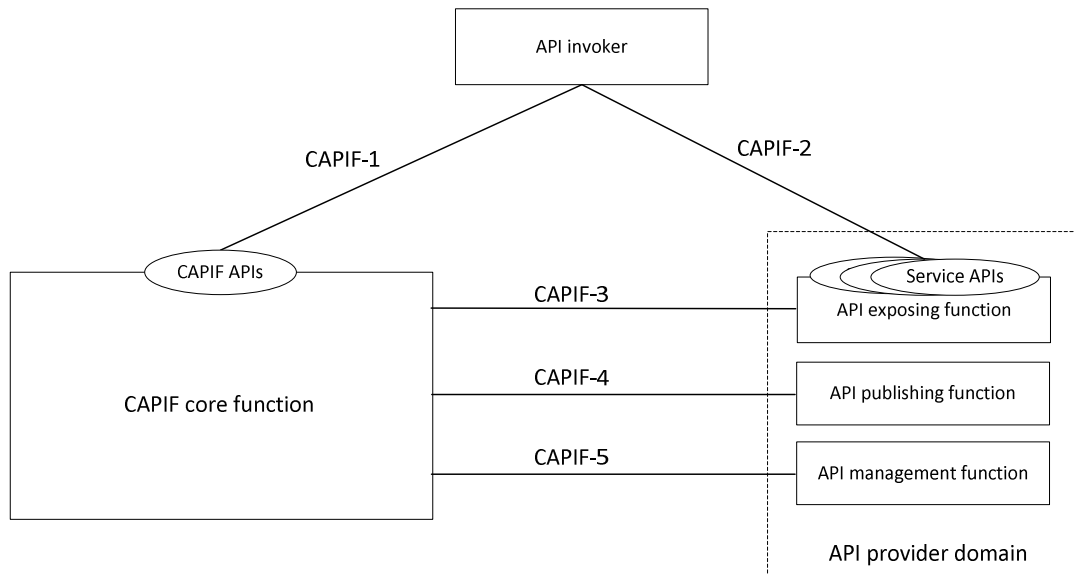 API invoker
CAPIF-1
CAPIF-2
CAPIF APIs
Service APIs
CAPIF-3
API exposing function
CAPIF-4
CAPIF core function
API publishing function
CAPIF-5
API management function
API provider domain